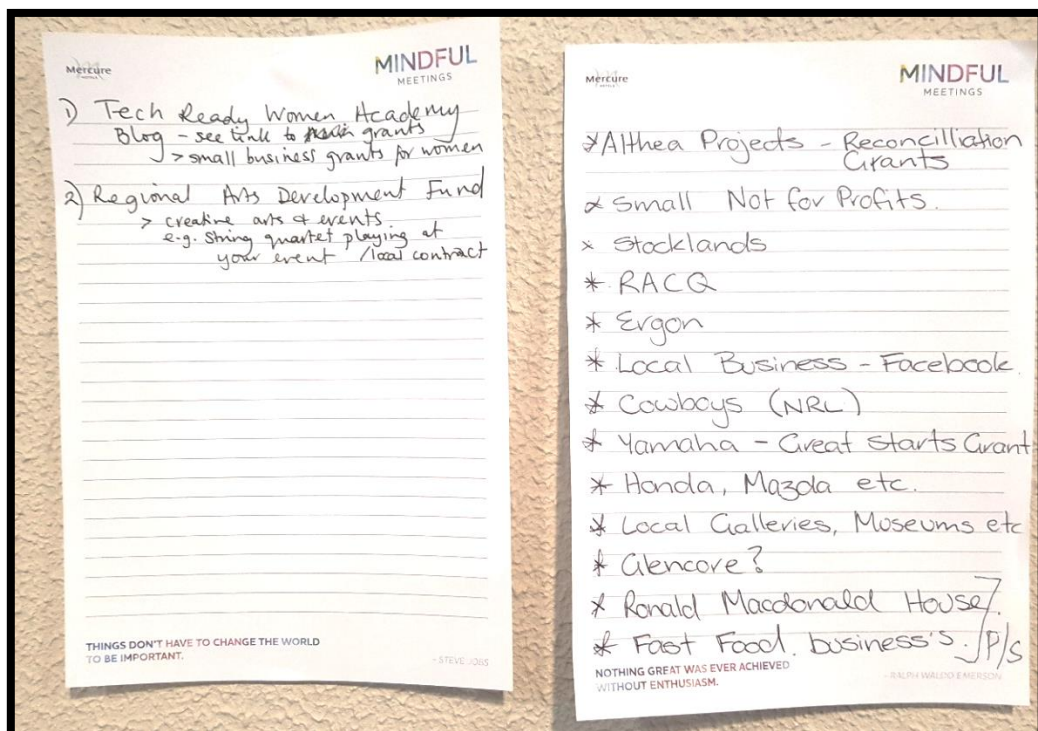 Mercure
HOTELS
MINDFUL
MEETINGS
1) Tech Ready Women Academy
Blog - see link to grants
> small business grants for women
2) Regional Arts Development Fund
> creative arts & events
e.g. String quartet playing at
your event / local contract
THINGS DON'T HAVE TO CHANGE THE WORLD
TO BE IMPORTANT.
- STEVE JOBS
Mercure
HOTELS
MINDFUL
MEETINGS
* Althea Projects - Reconcilliation
Grants
* Small Not for Profits.
* Stocklands
* RACQ
* Ergon
* Local Business - Facebook.
* Cowboys (NRL)
* Yamaha - Great Starts Grant
* Honda, Mazda etc.
* Local Galleries, Museums etc
* Glencore?
* Ronald Macdonald House
* Fast Food business's. P/S
NOTHING GREAT WAS EVER ACHIEVED
WITHOUT ENTHUSIASM.
- RALPH WALDO EMERSON